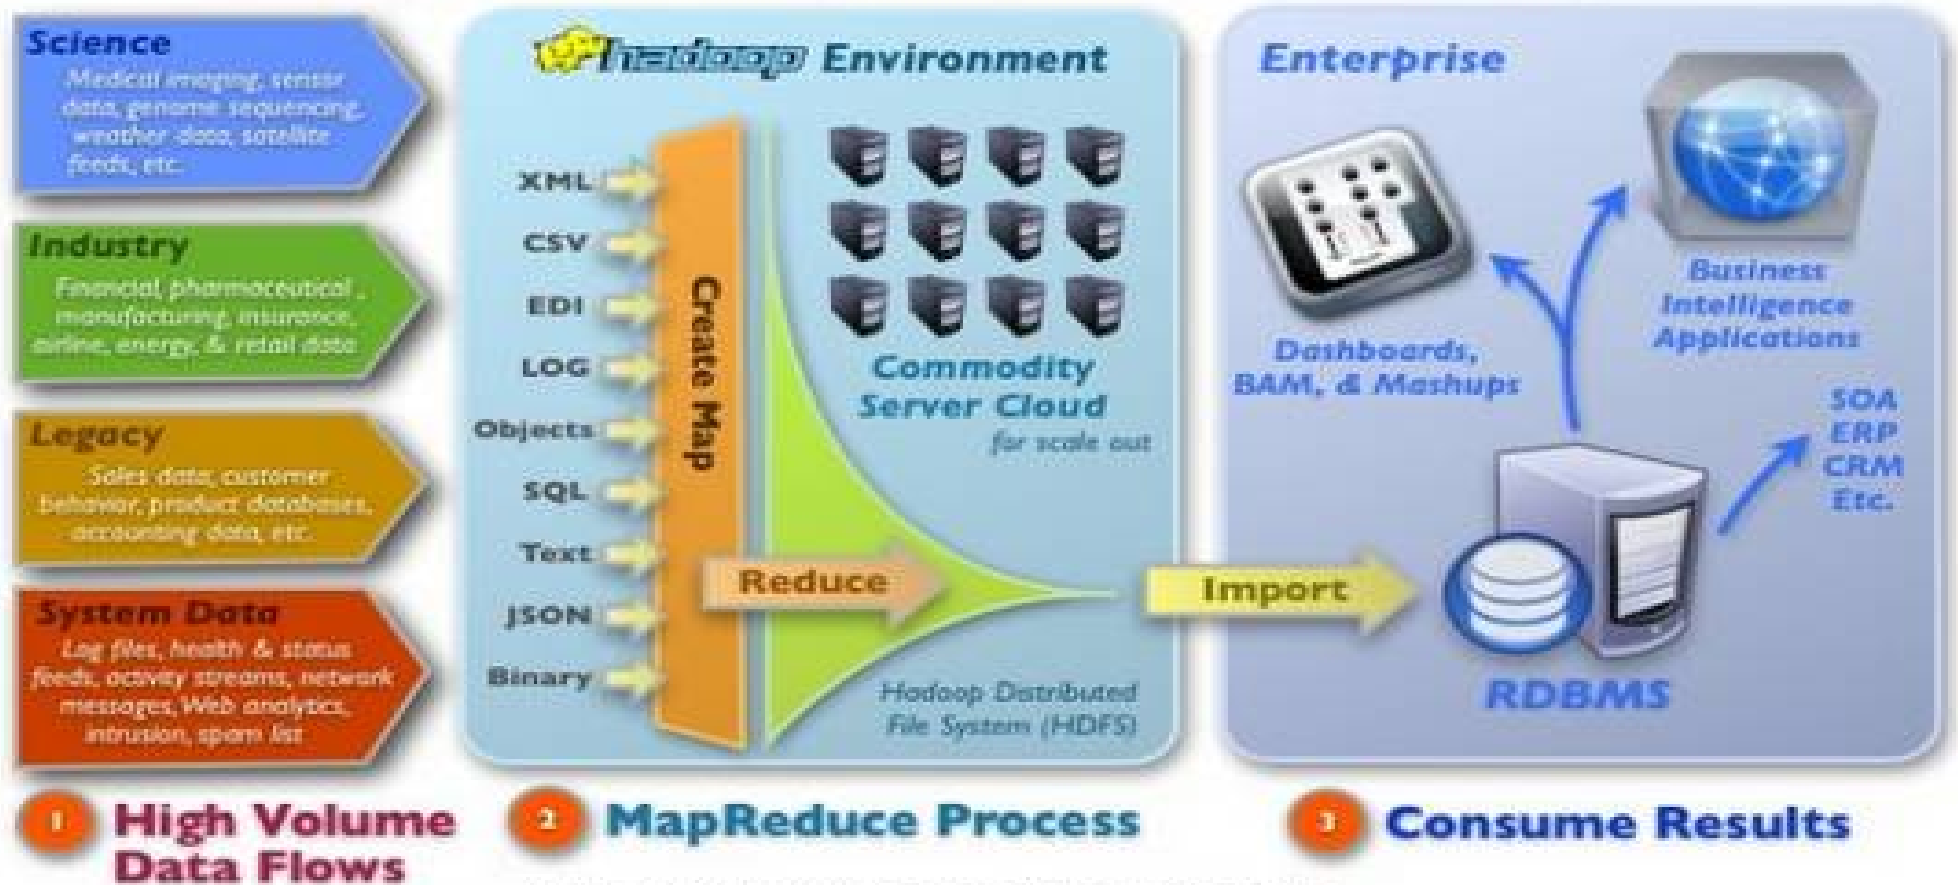 Science
Medical imaging, sensor
data, genome sequencing,
weather data, satellite
feeds, etc.
Industry
Financial, pharmaceutical,
manufacturing, insurance,
airline, energy, & retail data
Legacy
Sales data, customer
behavior, product databases,
accounting data, etc.
System Data
Log files, health & status
feeds, activity streams, network
messages, Web analytics,
intrusion, spam list
1 High Volume
Data Flows
hadoop Environment
XML
CSV
EDI
LOG
Objects
SQL
Text
JSON
Binary
Create Map
Reduce
Commodity
Server Cloud
for scale out
Hadoop Distributed
File System (HDFS)
2 MapReduce Process
Import
Enterprise
Dashboards,
BAM, & Mashups
Business
Intelligence
Applications
SOA
ERP
CRM
Etc.
RDBMS
3 Consume Results